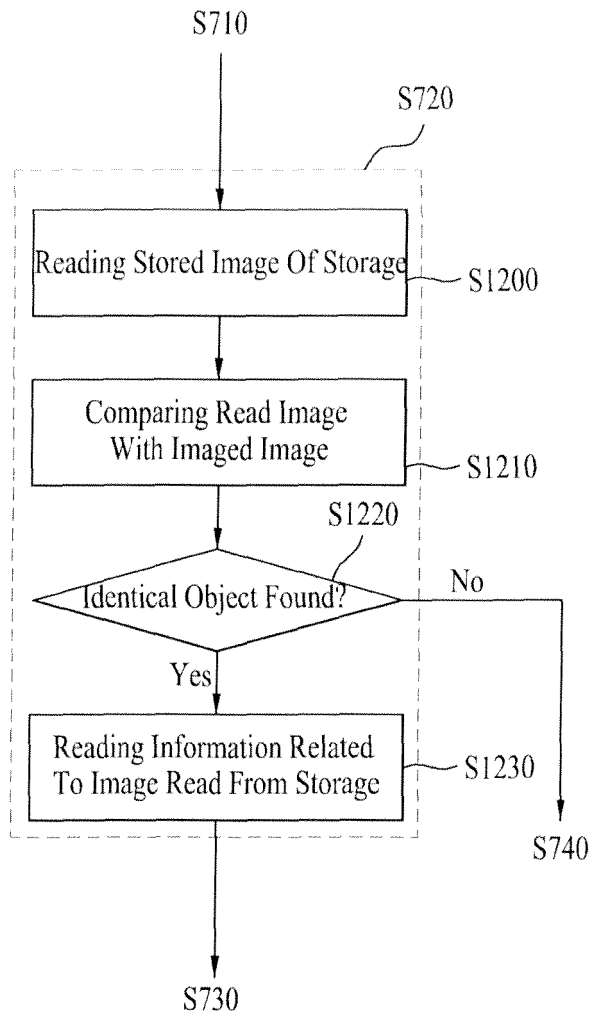 S710
S720
Reading Stored Image Of Storage
S1200
Comparing Read Image
With Imaged Image
S1210
S1220
Identical Object Found?
No
Yes
Reading Information Related
To Image Read From Storage
S1230
S740
S730